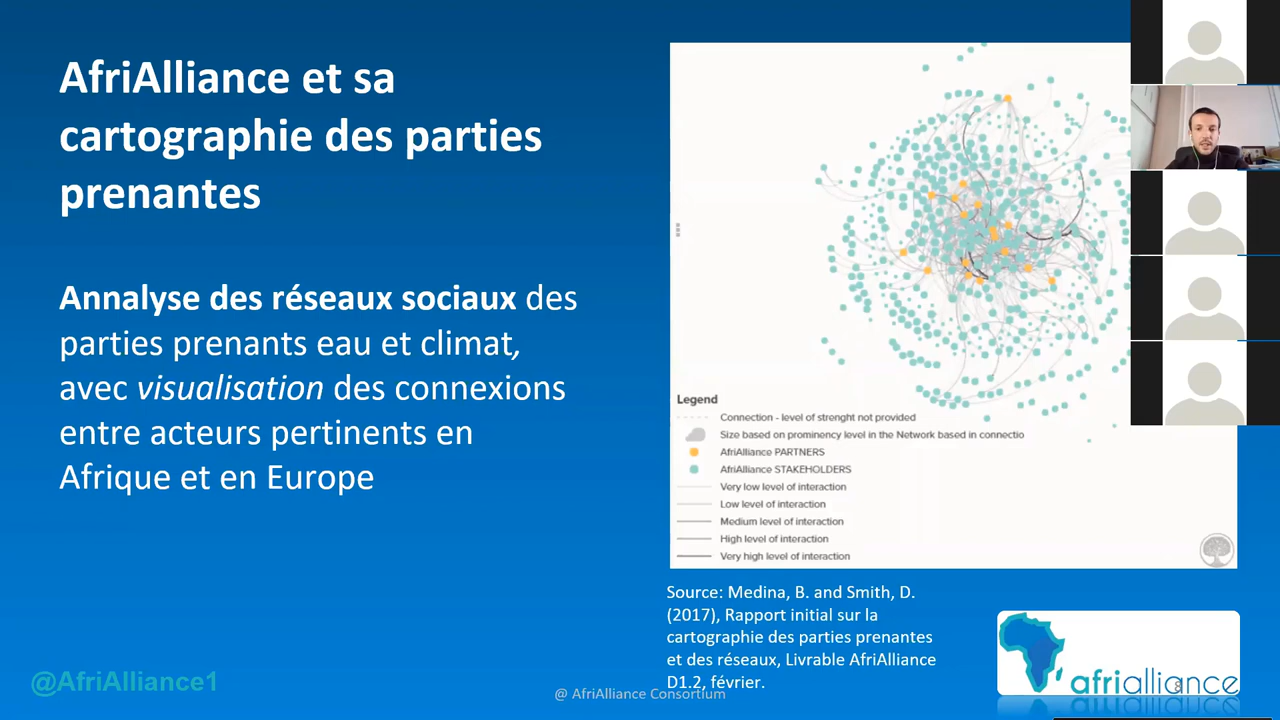 AfriAlliance et sa
cartographie des parties
prenantes
Annalyse des réseaux sociaux des
parties prenants eau et climat,
avec visualisation des connexions
entre acteurs pertinents en
Afrique et en Europe
Legend
Connection - level of strenght not provided
Size based on prominency level in the Network based in connectio
AfriAlliance PARTNERS
AfriAlliance STAKEHOLDERS
Very low level of interaction
Low level of interaction
Medium level of interaction
High level of interaction
Very high level of interaction
Source: Medina, B. and Smith, D.
(2017), Rapport initial sur la
cartographie des parties prenantes
et des réseaux, Livrable AfriAlliance
D1.2, février.
@AfriAlliance1
@ AfriAlliance Consortium
afrialliance